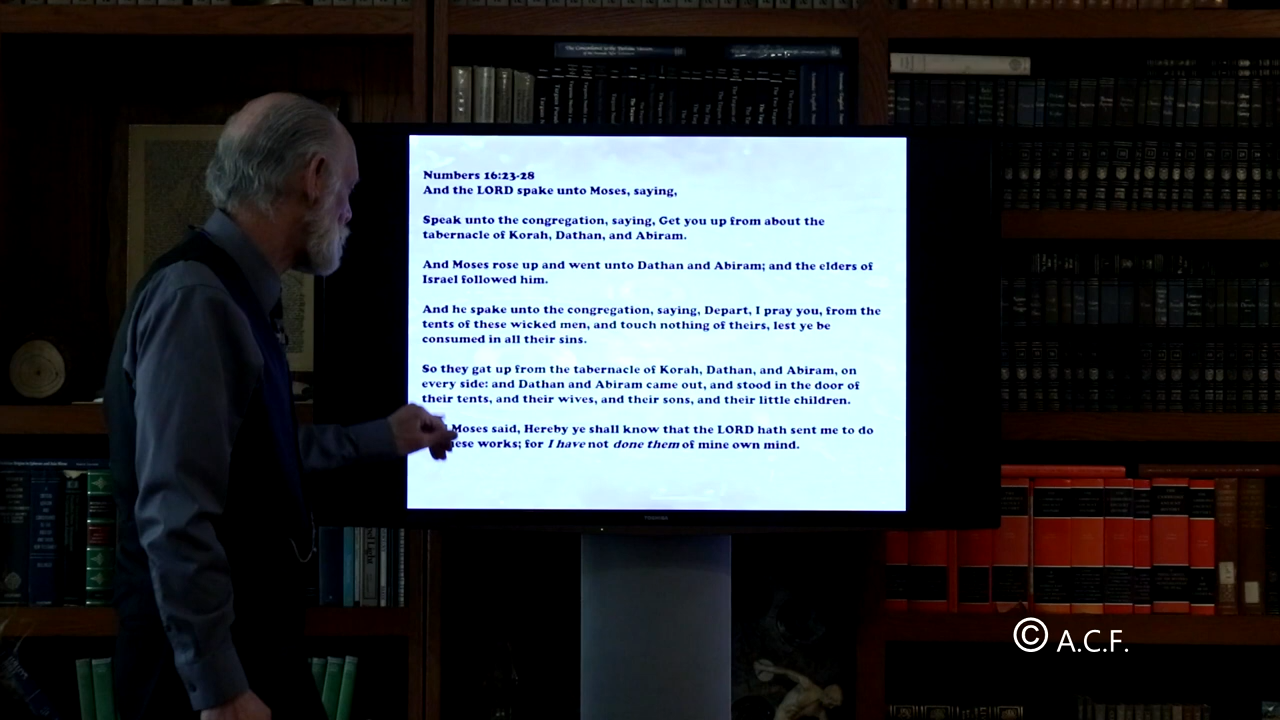 Numbers 16:23-28
And the LORD spake unto Moses, saying,
Speak unto the congregation, saying, Get you up from about the
tabernacle of Korah, Dathan, and Abiram.
And Moses rose up and went unto Dathan and Abiram; and the elders of
Israel followed him.
And he spake unto the congregation, saying, Depart, I pray you, from the
tents of these wicked men, and touch nothing of theirs, lest ye be
consumed in all their sins.
So they gat up from the tabernacle of Korah, Dathan, and Abiram, on
every side: and Dathan and Abiram came out, and stood in the door of
their tents, and their wives, and their sons, and their little children.
Moses said, Hereby ye shall know that the LORD hath sent me to do
works; for I have not done them of mine own mind.
TOSHIBA
© A.C.F.